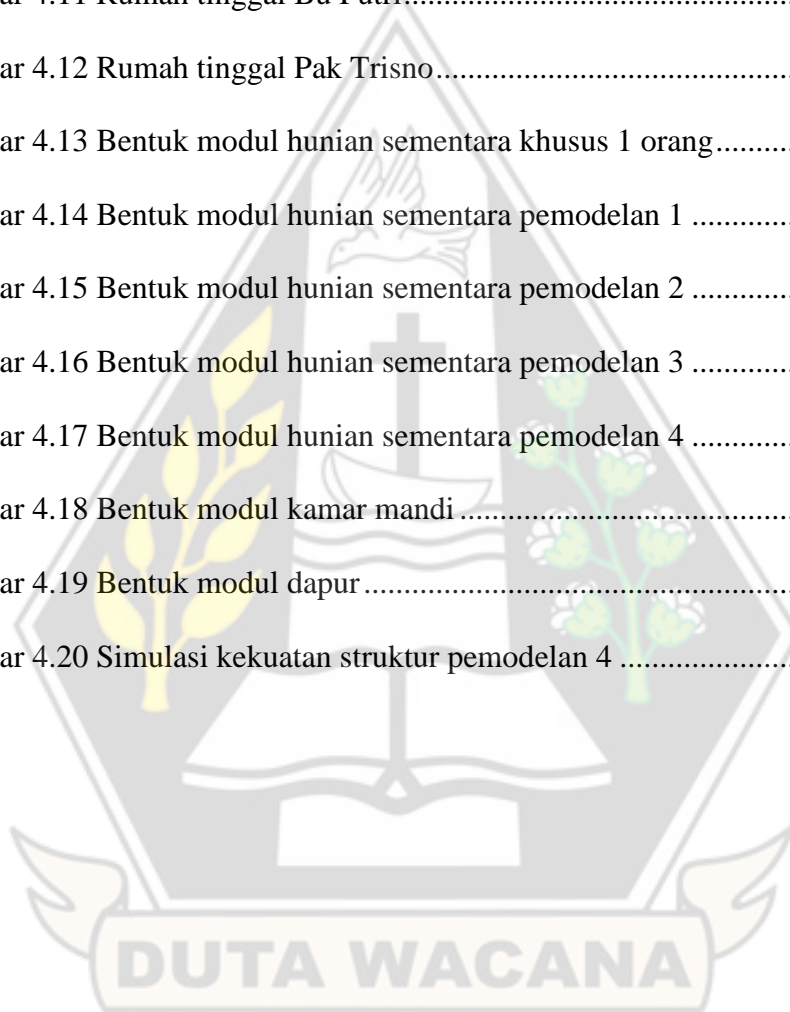 ar 4.11 Rumah tinggal Bu Putri............................................
ar 4.12 Rumah tinggal Pak Trisno............................................
ar 4.13 Bentuk modul hunian sementara khusus 1 orang..........
ar 4.14 Bentuk modul hunian sementara pemodelan 1 .............
ar 4.15 Bentuk modul hunian sementara pemodelan 2 .............
ar 4.16 Bentuk modul hunian sementara pemodelan 3 .............
ar 4.17 Bentuk modul hunian sementara pemodelan 4 .............
ar 4.18 Bentuk modul kamar mandi..........................................
ar 4.19 Bentuk modul dapur......................................................
ar 4.20 Simulasi kekuatan struktur pemodelan 4 ......................
DUTA WACANA